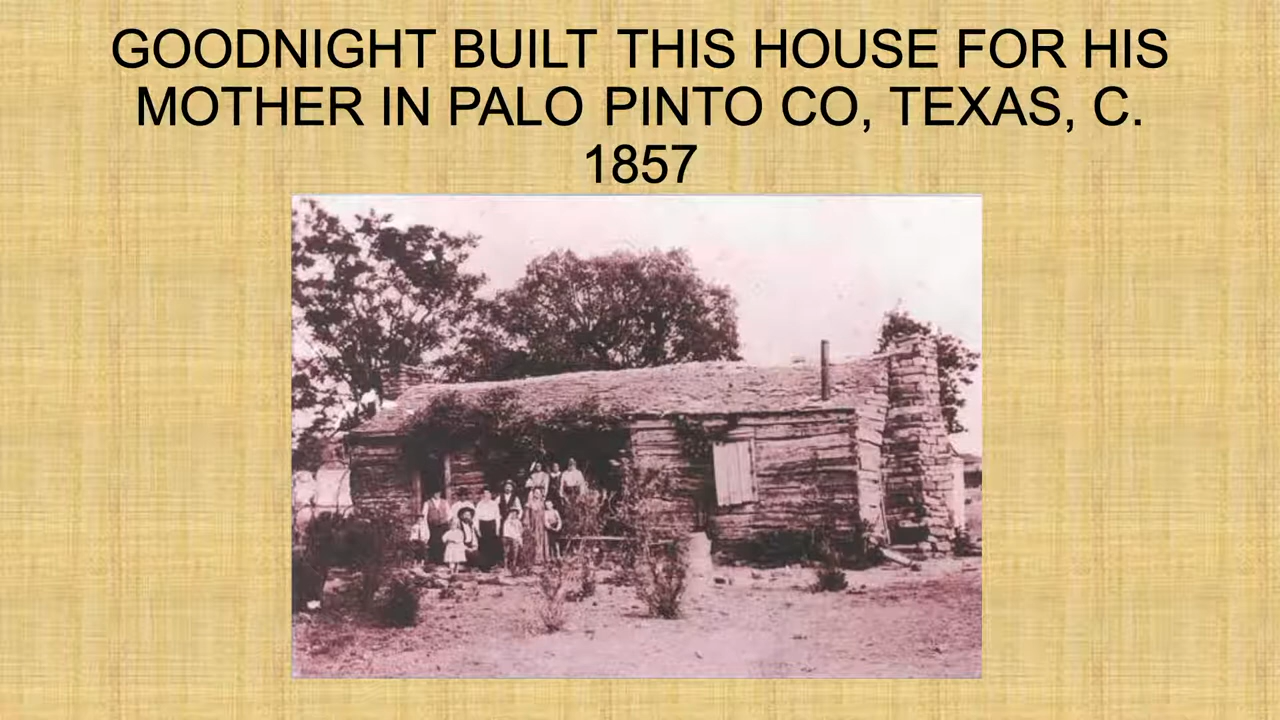 GOODNIGHT BUILT THIS HOUSE FOR HIS
MOTHER IN PALO PINTO CO, TEXAS, C.
1857